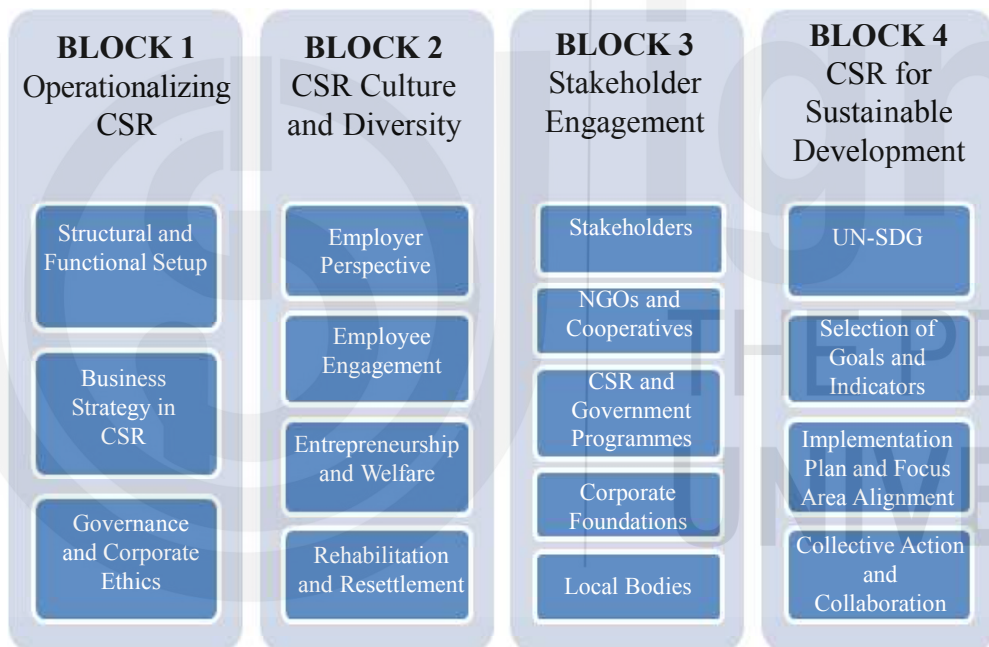 BLOCK 1
Operationalizing
CSR
Structural and
Functional Setup
Business
Strategy in
CSR
Governance
and Corporate
Ethics
BLOCK 2
CSR Culture
and Diversity
Employer
Perspective
Employee
Engagement
Entrepreneurship
and Welfare
Rehabilitation
and Resettlement
BLOCK 3
Stakeholder
Engagement
Stakeholders
NGOs and
Cooperatives
CSR and
Government
Programmes
Corporate
Foundations
Local Bodies
BLOCK 4
CSR for
Sustainable
Development
UN-SDG
Selection of
Goals and
Indicators
Implementation
Plan and Focus
Area Alignment
Collective Action
and
Collaboration